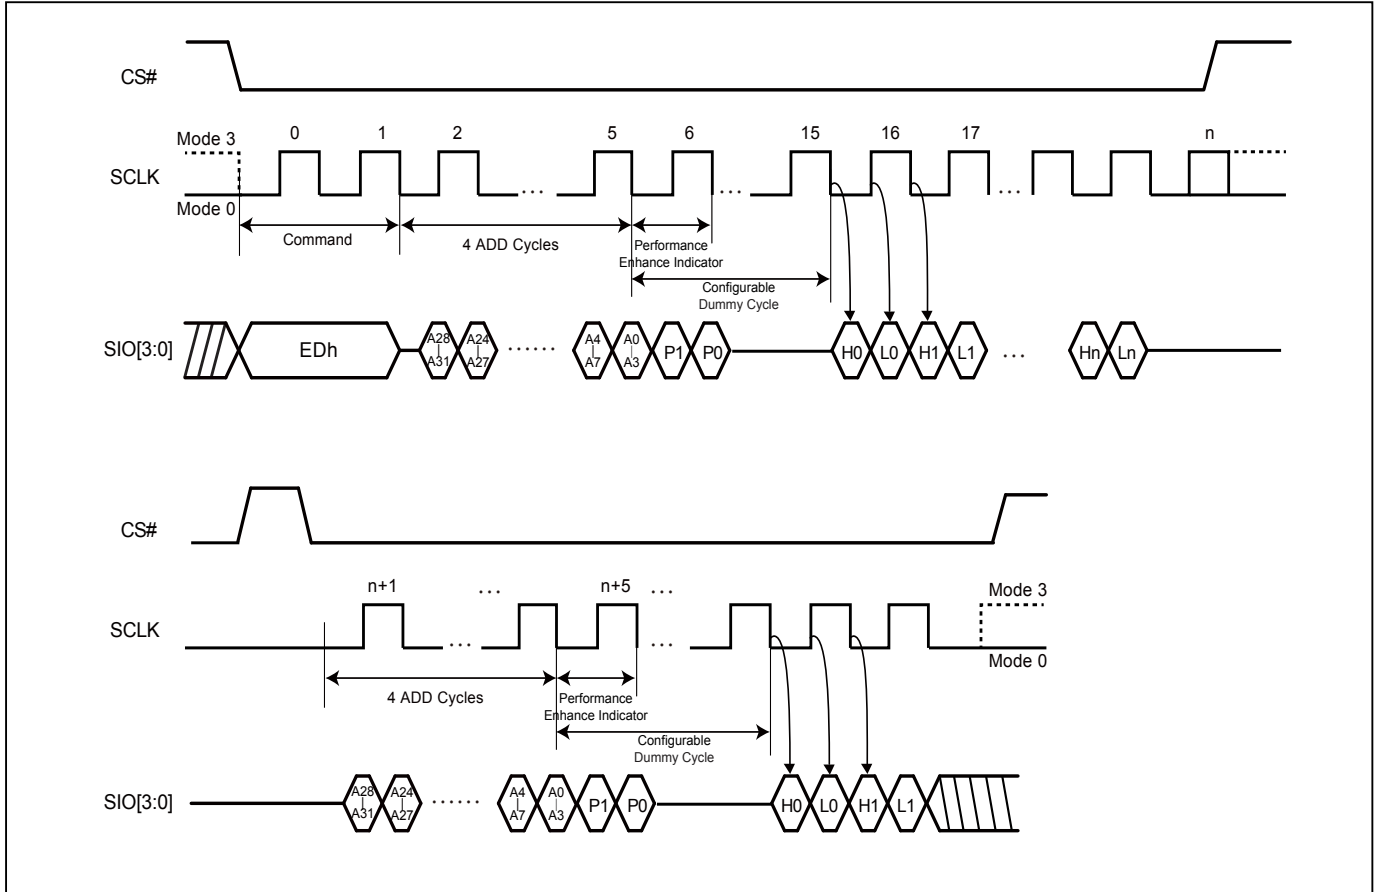 CS#
0 1 2 5 6 15 16 17 n
Mode 3
SCLK
... ... ...
Mode 0
Command
4 ADD Cycles
Performance
Enhance Indicator
Configurable
Dummy Cycle
SIO[3:0]
EDh
A28
|
A31
A24
|
A27
......
A4
|
A7
A0
|
A3
P1 P0 H0 L0 H1 L1 ... Hn Ln
CS#
n+1 ... n+5 ...
Mode 3
SCLK
... ...
Mode 0
4 ADD Cycles
Performance
Enhance Indicator
Configurable
Dummy Cycle
SIO[3:0]
A28
|
A31
A24
|
A27
......
A4
|
A7
A0
|
A3
P1 P0 H0 L0 H1 L1